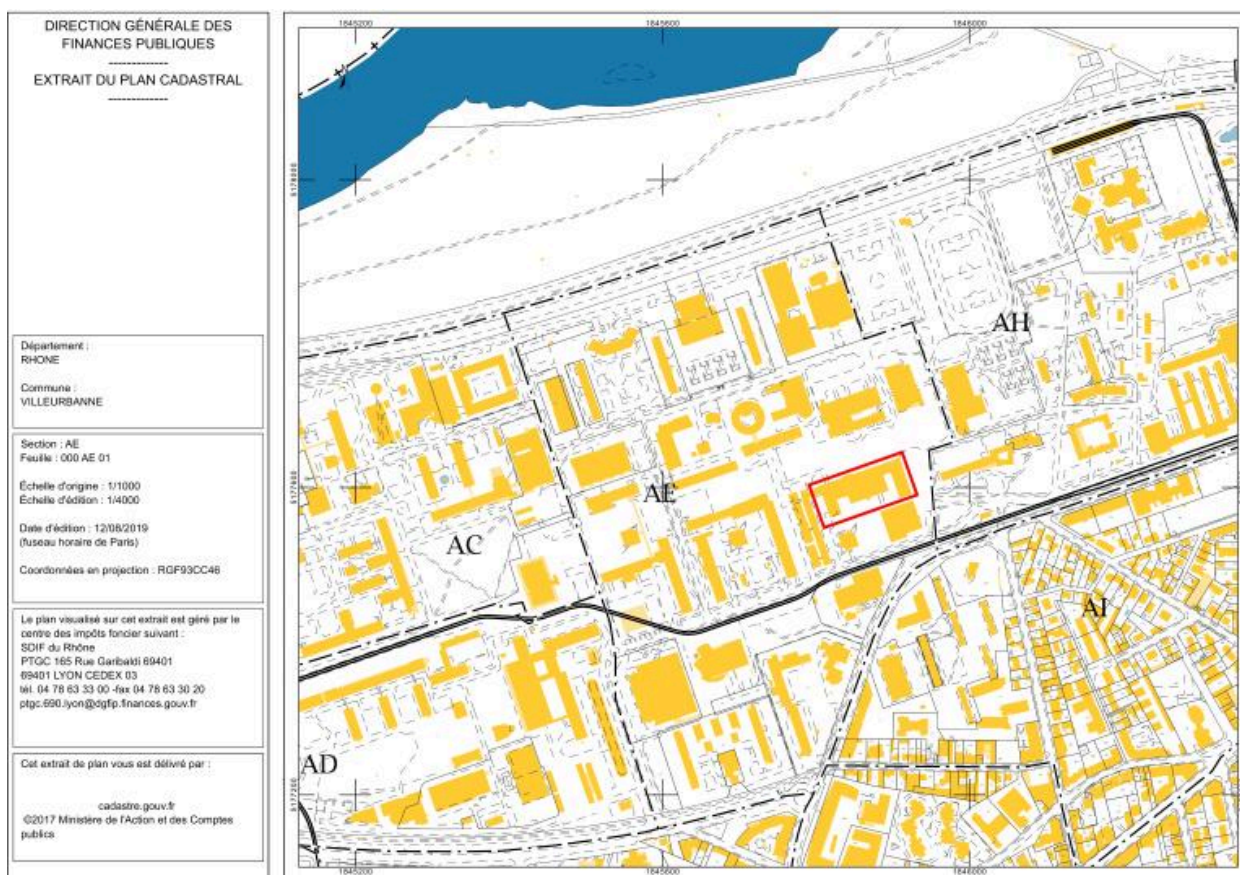 DIRECTION GÉNÉRALE DES
FINANCES PUBLIQUES
-------------
EXTRAIT DU PLAN CADASTRAL
-------------
Département :
RHONE
Commune :
VILLEURBANNE
Section : AE
Feuille : 000 AE 01
Échelle d'origine : 1/1000
Échelle d'édition : 1/4000
Date d'édition : 12/08/2019
(fuseau horaire de Paris)
Coordonnées en projection : RGF93CC46
Le plan visualisé sur cet extrait est géré par le
centre des impôts foncier suivant :
SDIF du Rhône
PTGC 165 Rue Garibaldi 69401
69401 LYON CEDEX 03
tél. 04 78 63 33 00 -fax 04 78 63 30 20
ptgc.690.lyon@dgfip.finances.gouv.fr
Cet extrait de plan vous est délivré par :
cadastre.gouv.fr
©2017 Ministère de l'Action et des Comptes
publics
1845200
1845600
1846000
AH
AE
AC
AI
AD
5177200
1845200
1845600
1846000